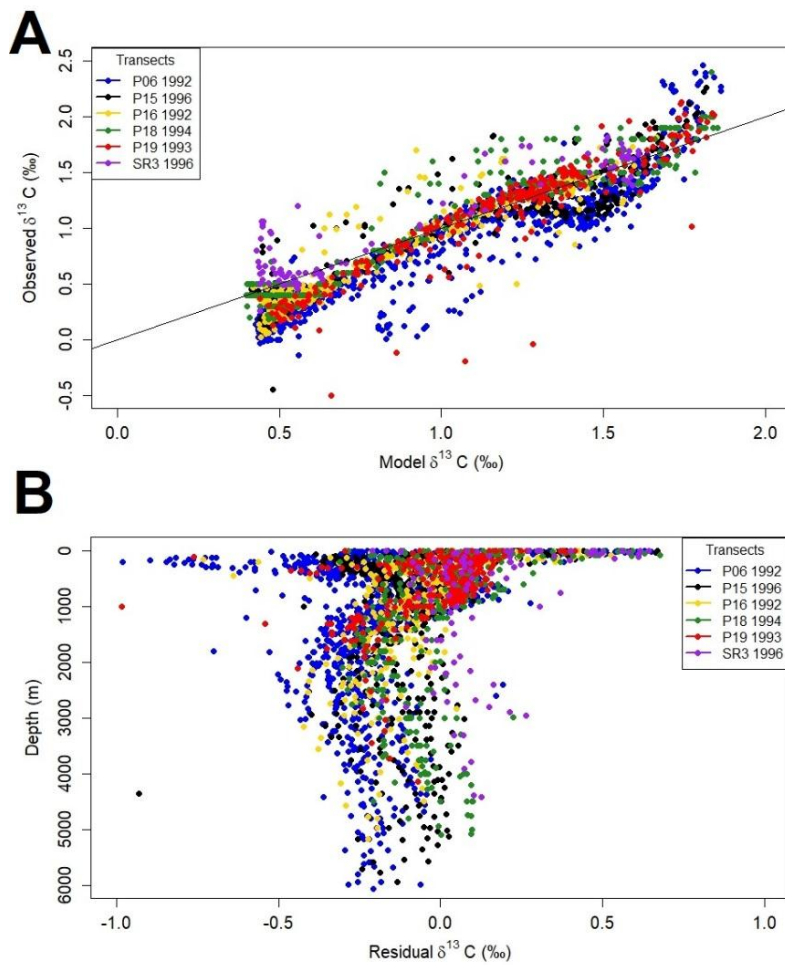 A
Transects
P06 1992
P15 1996
P16 1992
P18 1994
P19 1993
SR3 1996
2.5
2.0
1.5
1.0
0.5
0.0
-0.5
Observed δ¹³ C (‰)
0.0 0.5 1.0 1.5 2.0
Model δ¹³ C (‰)
B
Transects
P06 1992
P15 1996
P16 1992
P18 1994
P19 1993
SR3 1996
0
1000
2000
3000
4000
5000
6000
Depth (m)
-1.0 -0.5 0.0 0.5 1.0
Residual δ¹³ C (‰)